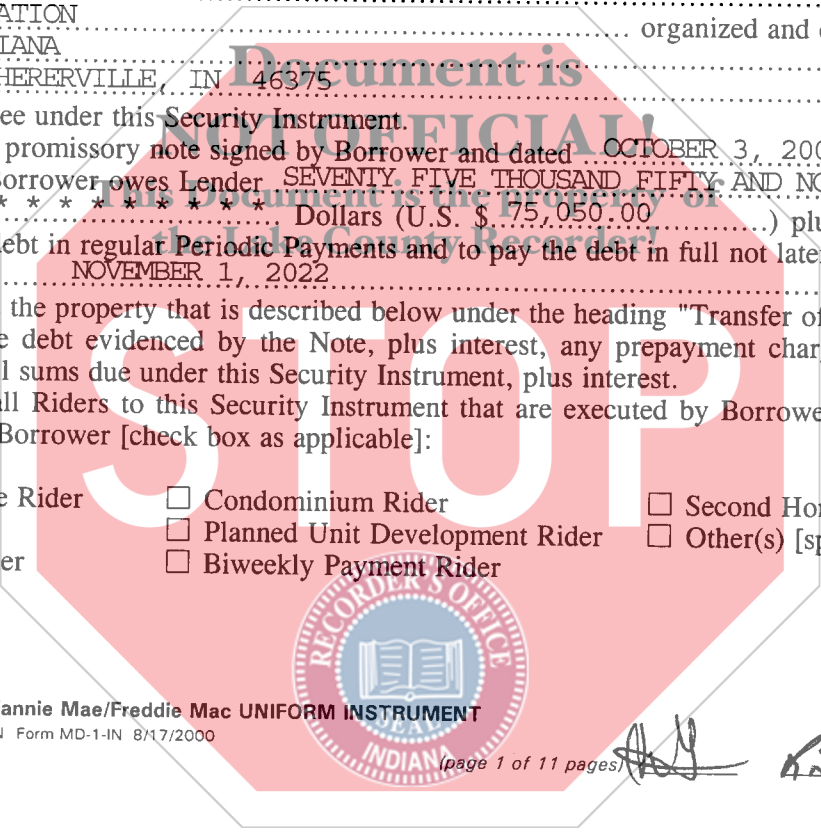 ATION
organized and
IANA
HERERVILLE, IN 46375
Document is
ee under this Security Instrument.
NOT OFFICIAL!
promissory note signed by Borrower and dated OCTOBER 3, 200
Borrower owes Lender SEVENTY FIVE THOUSAND FIFTY AND NO
This Document is the property of
* * * * * * * * * Dollars (U.S. $ 75,050.00 ) plu
the Lake County Recorder!
ebt in regular Periodic Payments and to pay the debt in full not later
NOVEMBER 1, 2022
the property that is described below under the heading "Transfer of
e debt evidenced by the Note, plus interest, any prepayment char
l sums due under this Security Instrument, plus interest.
all Riders to this Security Instrument that are executed by Borrowe
Borrower [check box as applicable]:
STOP
e Rider ☐ Condominium Rider ☐ Second Hor
☐ Planned Unit Development Rider ☐ Other(s) [sp
er ☐ Biweekly Payment Rider
RECORDER'S OFFICE
SEAL
INDIANA
annie Mae/Freddie Mac UNIFORM INSTRUMENT
N Form MD-1-IN 8/17/2000
(page 1 of 11 pages)